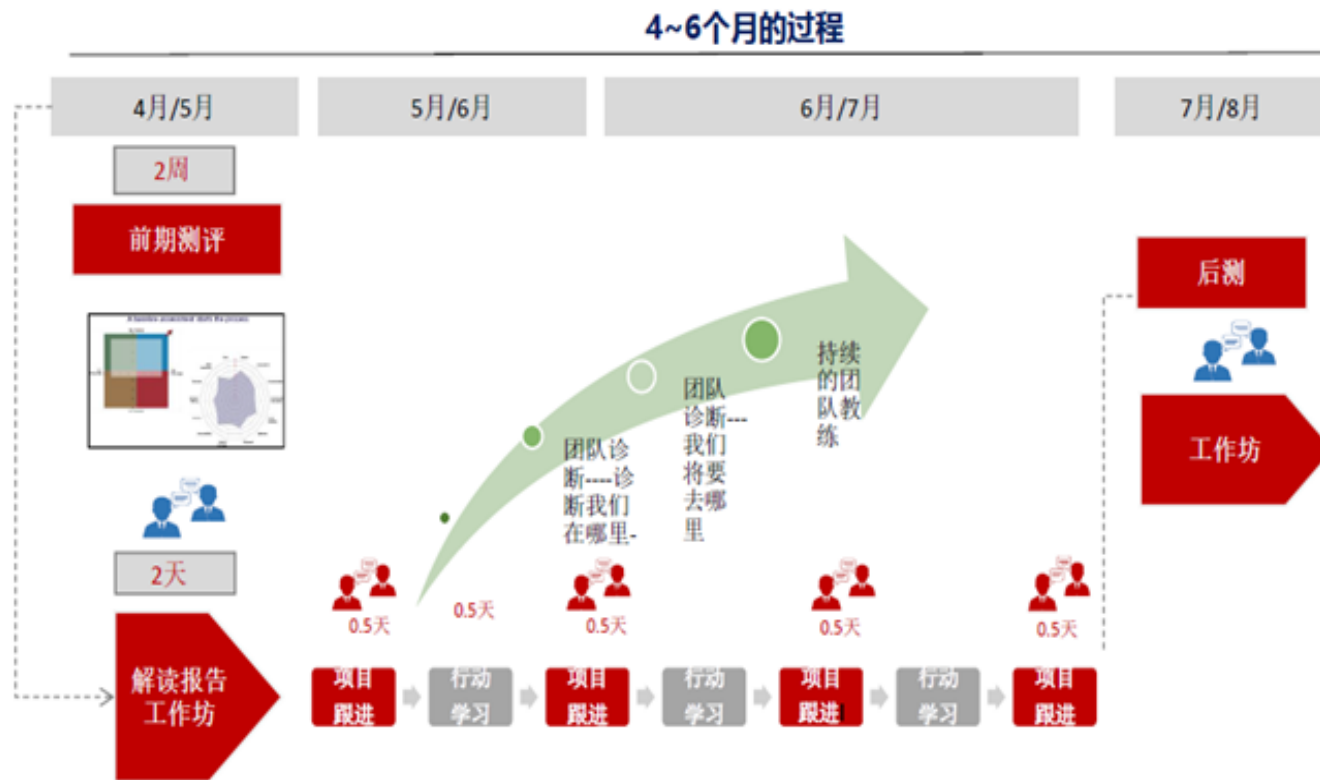 4~6个月的过程
4月/5月
5月/6月
6月/7月
7月/8月
2周
前期测评
A baseline assessment starts the process
2天
解读报告
工作坊
团队诊
断----诊
断我们
在哪里-
团队
诊断---
我们
将要
去哪
里
持续
的团
队教
练
后测
工作坊
0.5天
0.5天
0.5天
0.5天
0.5天
项目
跟进
行动
学习
项目
跟进
行动
学习
项目
跟进
行动
学习
项目
跟进